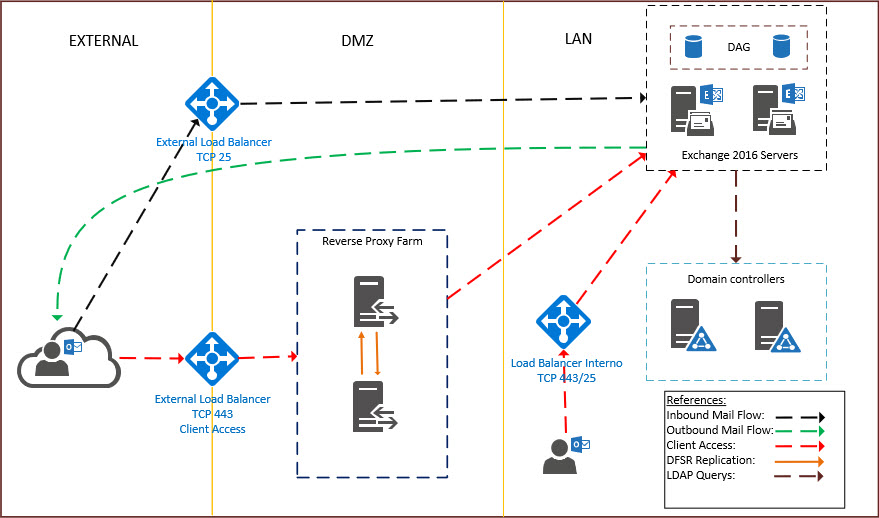 EXTERNAL
DMZ
LAN
DAG
Exchange 2016 Servers
External Load Balancer
TCP 25
Reverse Proxy Farm
Domain controllers
Load Balancer Interno
TCP 443/25
External Load Balancer
TCP 443
Client Access
References:
Inbound Mail Flow:
Outbound Mail Flow:
Client Access:
DFSR Replication:
LDAP Querys: